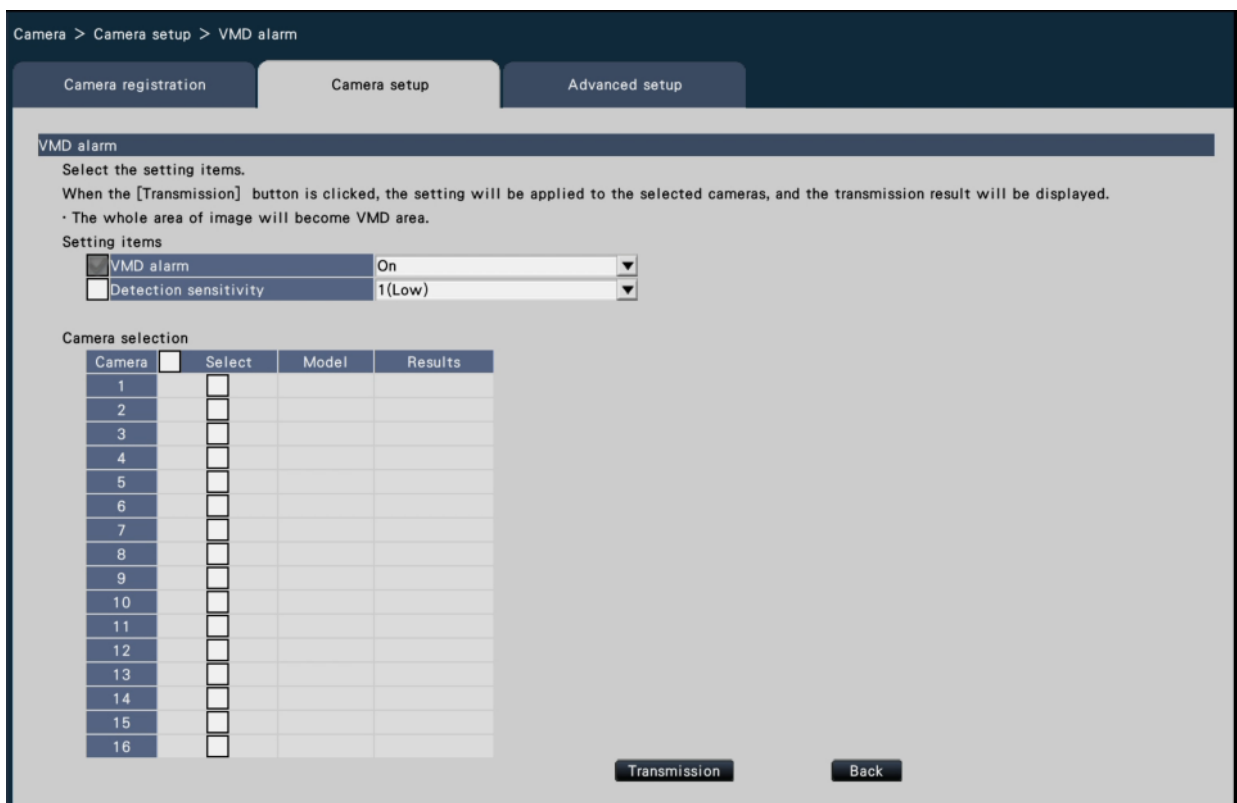 Camera > Camera setup > VMD alarm
Camera registration Camera setup Advanced setup
VMD alarm
Select the setting items.
When the [Transmission] button is clicked, the setting will be applied to the selected cameras, and the transmission result will be displayed.
· The whole area of image will become VMD area.
Setting items
VMD alarm On
Detection sensitivity 1(Low)
Camera selection
Camera Select Model Results
1
2
3
4
5
6
7
8
9
10
11
12
13
14
15
16
Transmission Back